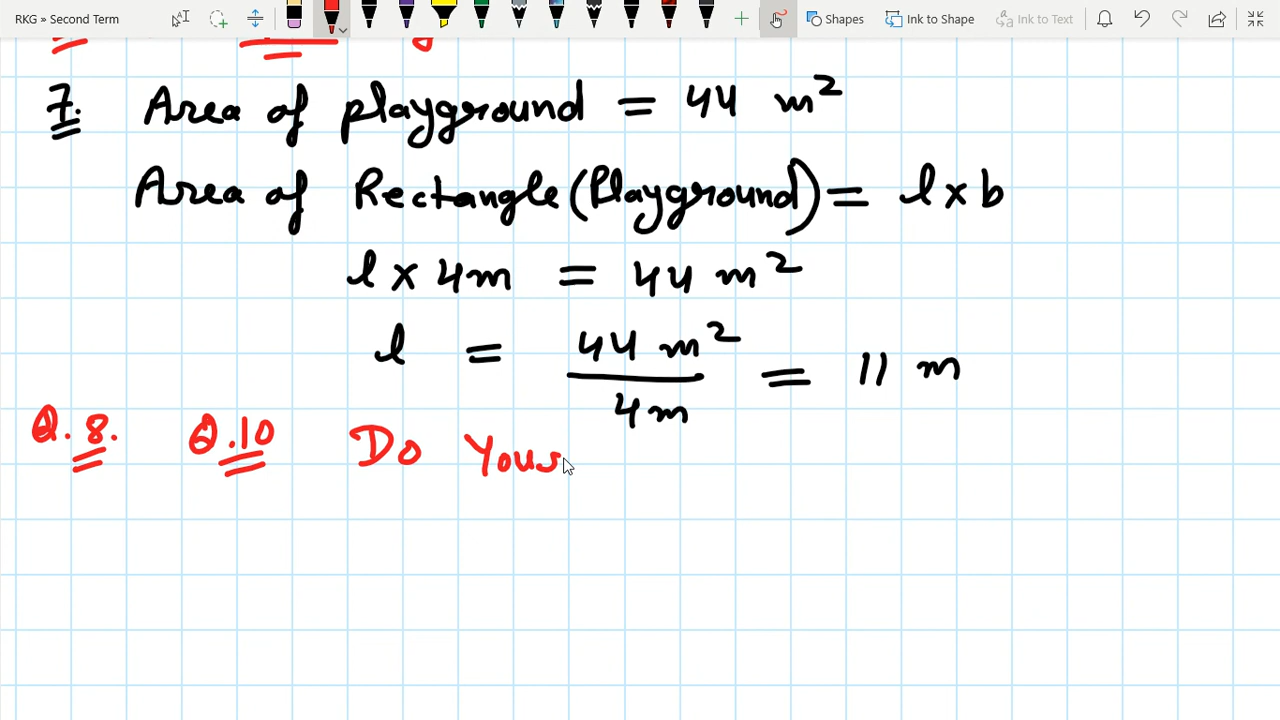 RKG » Second Term
Shapes
Ink to Shape
Ink to Text
7. Area of playground = 44 m²
Area of Rectangle (Playground) = l x b
l x 4m = 44 m²
l = 44 m² / 4m = 11 m
Q.8. Q.10 Do Yours